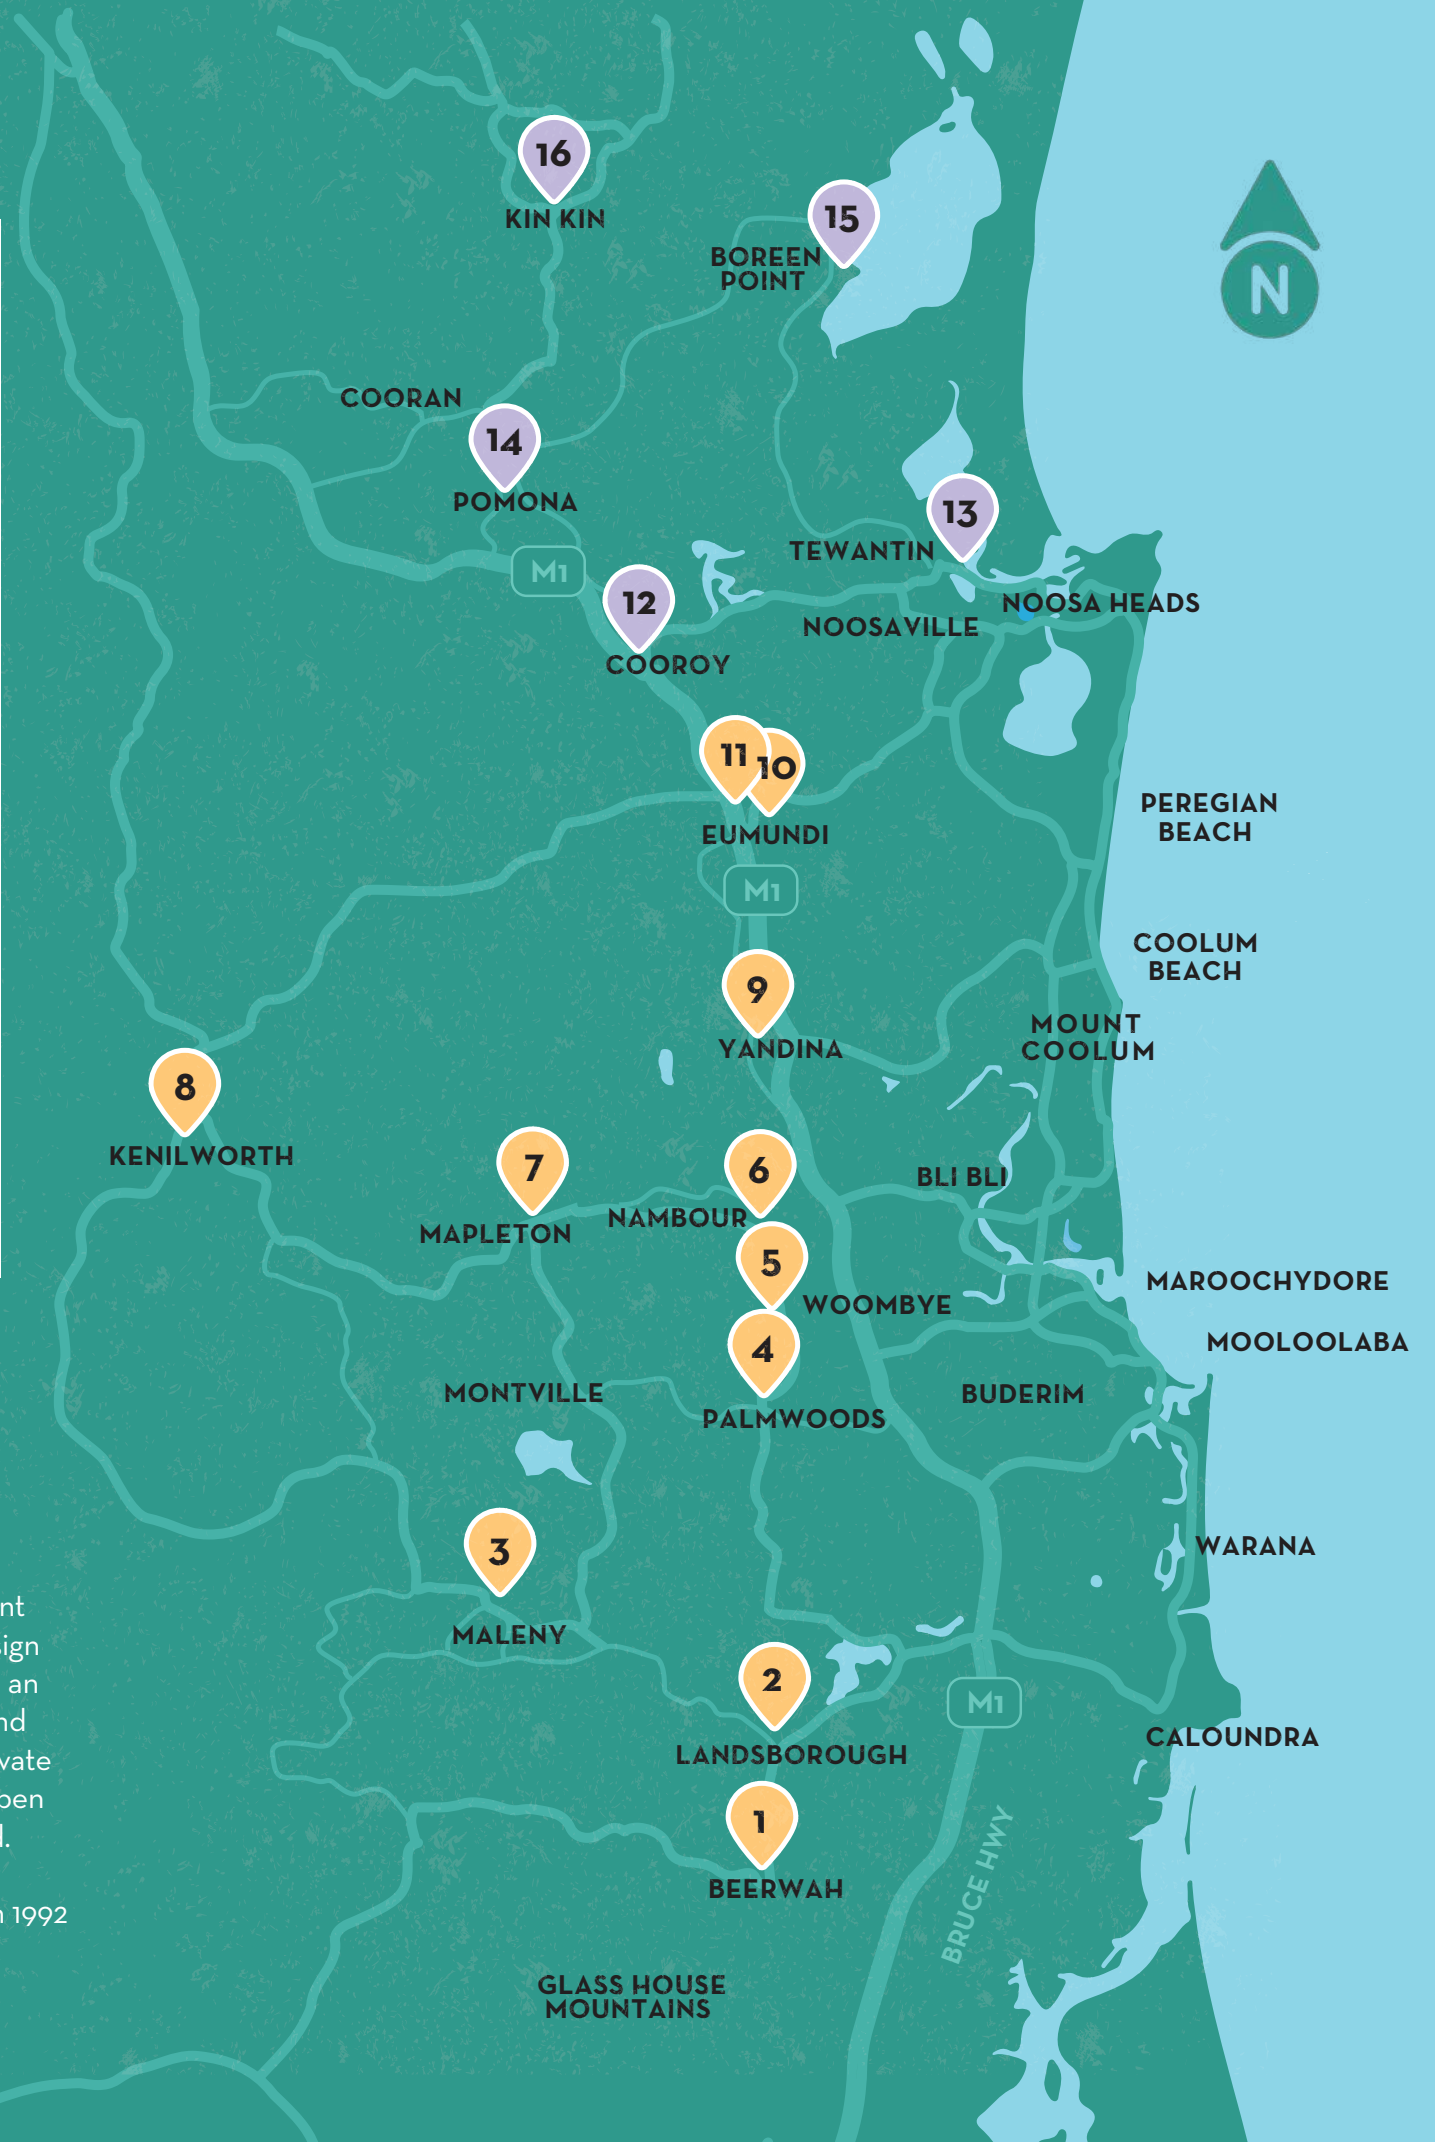 16
KIN KIN
15
BOREEN
POINT
N
COORAN
14
POMONA
13
TEWANTIN
M1
12
NOOSA HEADS
NOOSAVILLE
COOROY
11
10
EUMUNDI
PEREGIAN
BEACH
M1
COOLUM
BEACH
9
MOUNT
COOLUM
YANDINA
8
KENILWORTH
7
6
BLI BLI
NAMBOUR
MAPLETON
5
MAROOCHYDORE
WOOMBYE
MOOLOOLABA
4
MONTVILLE
BUDERIM
PALMWOODS
3
WARANA
MALENY
2
M1
CALOUNDRA
LANDSBOROUGH
1
BRUCE HWY
BEERWAH
GLASS HOUSE
MOUNTAINS
an
1992